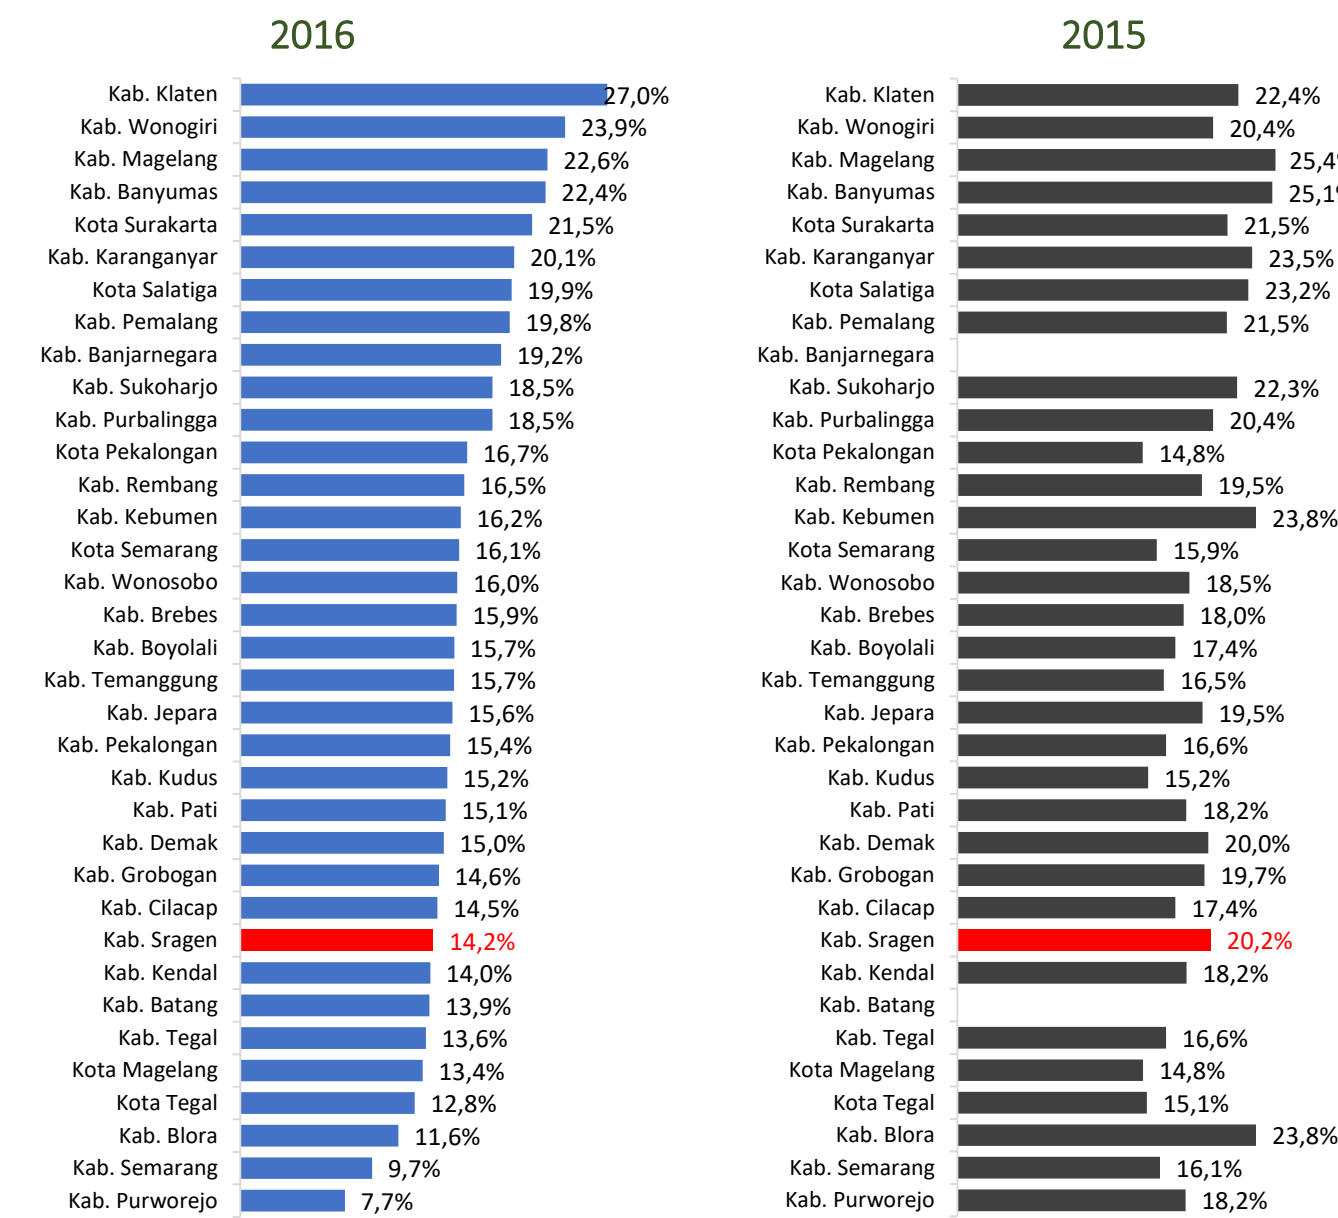 2016 2015
Kab. Klaten 27,0% Kab. Klaten 22,4%
Kab. Wonogiri 23,9% Kab. Wonogiri 20,4%
Kab. Magelang 22,6% Kab. Magelang 25,4%
Kab. Banyumas 22,4% Kab. Banyumas 25,1%
Kota Surakarta 21,5% Kota Surakarta 21,5%
Kab. Karanganyar 20,1% Kab. Karanganyar 23,5%
Kota Salatiga 19,9% Kota Salatiga 23,2%
Kab. Pemalang 19,8% Kab. Pemalang 21,5%
Kab. Banjarnegara 19,2% Kab. Banjarnegara
Kab. Sukoharjo 18,5% Kab. Sukoharjo 22,3%
Kab. Purbalingga 18,5% Kab. Purbalingga 20,4%
Kota Pekalongan 16,7% Kota Pekalongan 14,8%
Kab. Rembang 16,5% Kab. Rembang 19,5%
Kab. Kebumen 16,2% Kab. Kebumen 23,8%
Kota Semarang 16,1% Kota Semarang 15,9%
Kab. Wonosobo 16,0% Kab. Wonosobo 18,5%
Kab. Brebes 15,9% Kab. Brebes 18,0%
Kab. Boyolali 15,7% Kab. Boyolali 17,4%
Kab. Temanggung 15,7% Kab. Temanggung 16,5%
Kab. Jepara 15,6% Kab. Jepara 19,5%
Kab. Pekalongan 15,4% Kab. Pekalongan 16,6%
Kab. Kudus 15,2% Kab. Kudus 15,2%
Kab. Pati 15,1% Kab. Pati 18,2%
Kab. Demak 15,0% Kab. Demak 20,0%
Kab. Grobogan 14,6% Kab. Grobogan 19,7%
Kab. Cilacap 14,5% Kab. Cilacap 17,4%
Kab. Sragen 14,2% Kab. Sragen 20,2%
Kab. Kendal 14,0% Kab. Kendal 18,2%
Kab. Batang 13,9% Kab. Batang
Kab. Tegal 13,6% Kab. Tegal 16,6%
Kota Magelang 13,4% Kota Magelang 14,8%
Kota Tegal 12,8% Kota Tegal 15,1%
Kab. Blora 11,6% Kab. Blora 23,8%
Kab. Semarang 9,7% Kab. Semarang 16,1%
Kab. Purworejo 7,7% Kab. Purworejo 18,2%